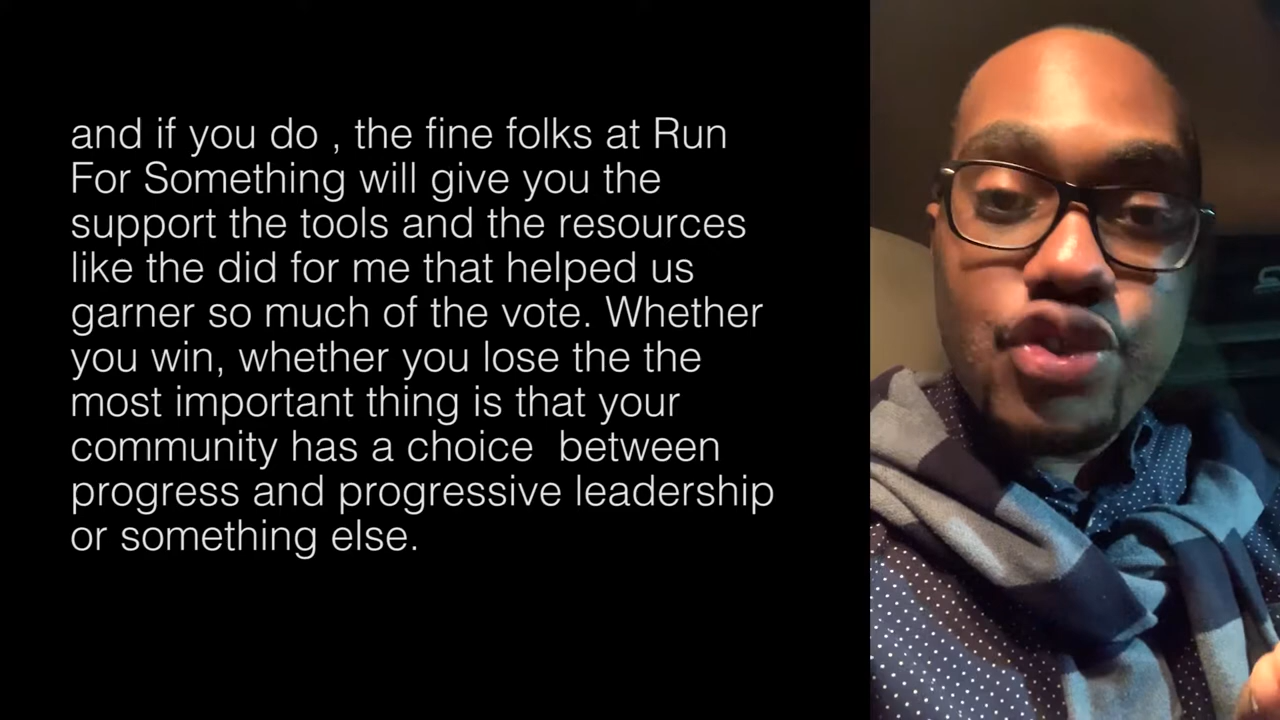 and if you do , the fine folks at Run
For Something will give you the
support the tools and the resources
like the did for me that helped us
garner so much of the vote. Whether
you win, whether you lose the the
most important thing is that your
community has a choice  between
progress and progressive leadership
or something else.